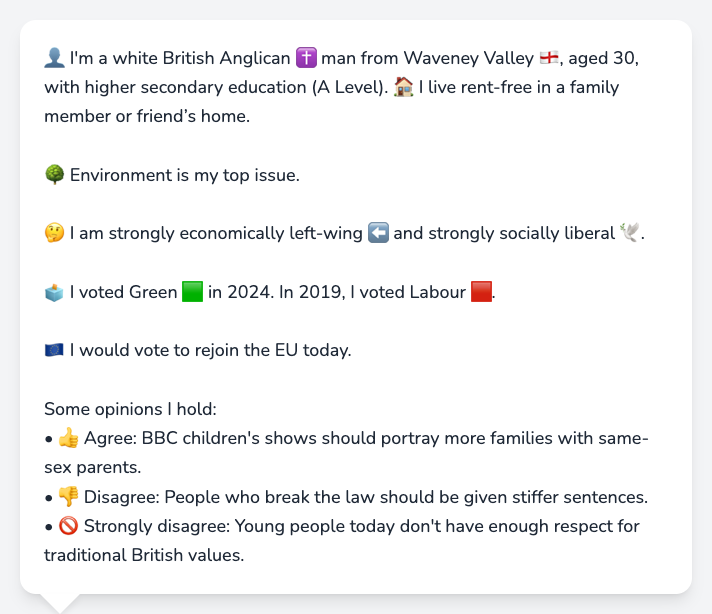 👤 I'm a white British Anglican ✝️ man from Waveney Valley 🏴󠁧󠁢󠁥󠁮󠁧󠁿, aged 30,
with higher secondary education (A Level). 🏠 I live rent-free in a family
member or friend’s home.
🌳 Environment is my top issue.
🤔 I am strongly economically left-wing ⬅️ and strongly socially liberal 🕊️.
🗳️ I voted Green 🟩 in 2024. In 2019, I voted Labour 🟥.
🇪🇺 I would vote to rejoin the EU today.
Some opinions I hold:
• 👍 Agree: BBC children's shows should portray more families with same-
sex parents.
• 👎 Disagree: People who break the law should be given stiffer sentences.
• 🚫 Strongly disagree: Young people today don't have enough respect for
traditional British values.